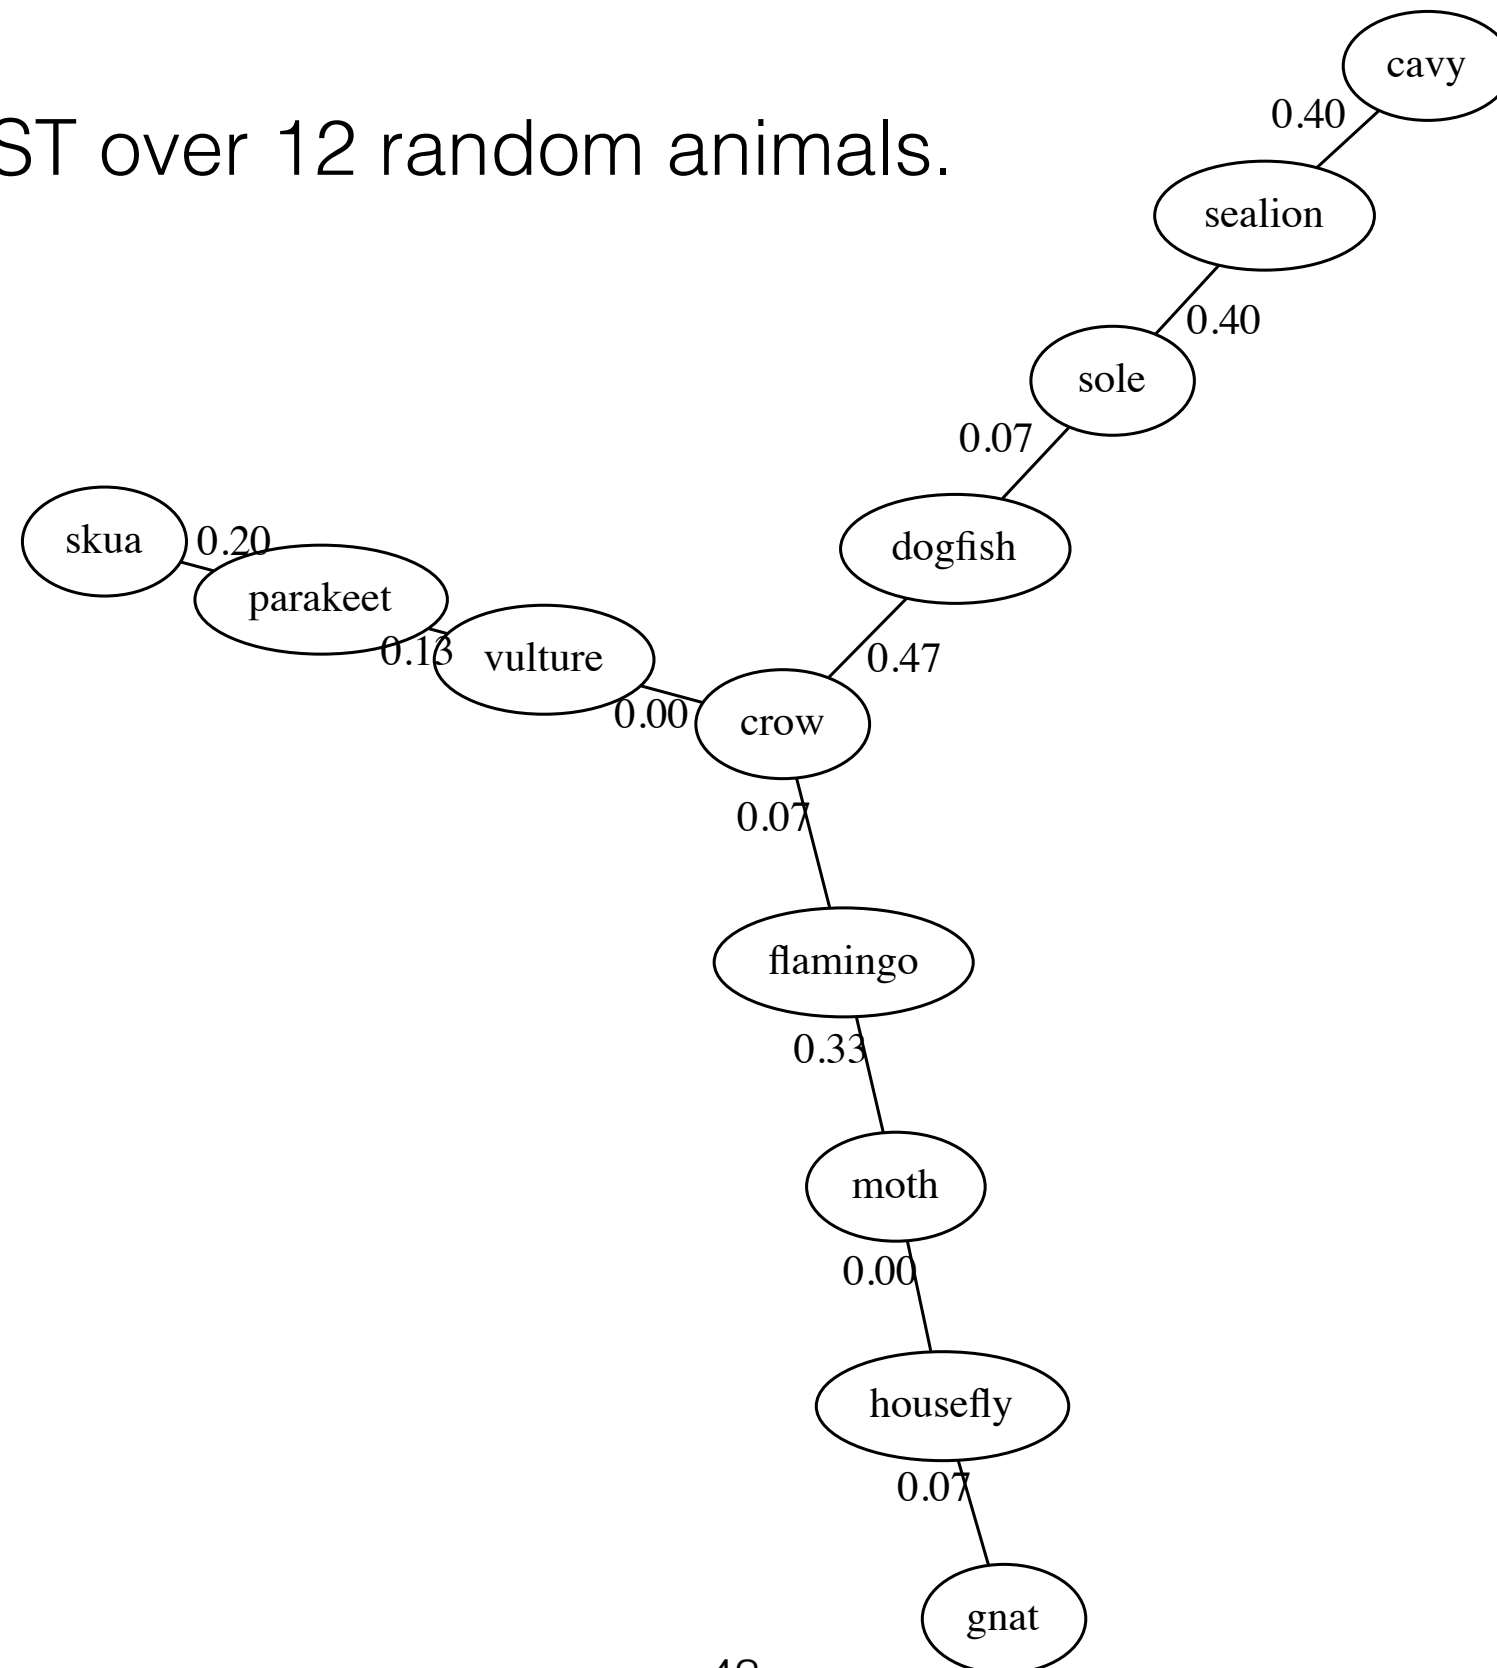 ST over 12 random animals.
cavy
0.40
sealion
0.40
sole
0.07
dogfish
0.47
skua
0.20
parakeet
0.13
vulture
0.00
crow
0.07
flamingo
0.33
moth
0.00
housefly
0.07
gnat